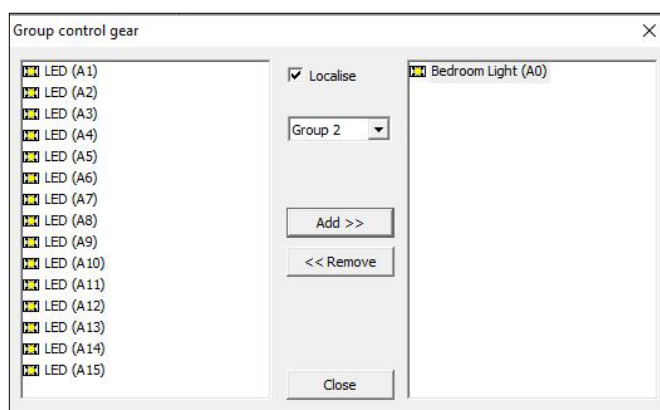 Group control gear
LED (A1)
LED (A2)
LED (A3)
LED (A4)
LED (A5)
LED (A6)
LED (A7)
LED (A8)
LED (A9)
LED (A10)
LED (A11)
LED (A12)
LED (A13)
LED (A14)
LED (A15)
Localise
Group 2
Add >>
<< Remove
Close
Bedroom Light (A0)